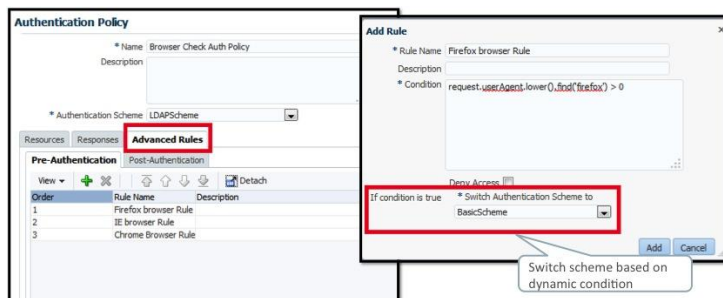 Authentication Policy
* Name Browser Check Auth Policy
Description
* Authentication Scheme LDAPScheme
Resources Responses Advanced Rules
Pre-Authentication Post-Authentication
View Detach
Order Rule Name Description
1 Firefox browser Rule
2 IE browser Rule
3 Chrome Browser Rule
Add Rule
* Rule Name Firefox browser Rule
Description
* Condition request.userAgent.lower().find('firefox') > 0
Deny Access
If condition is true * Switch Authentication Scheme to
BasicScheme
Add Cancel
Switch scheme based on
dynamic condition